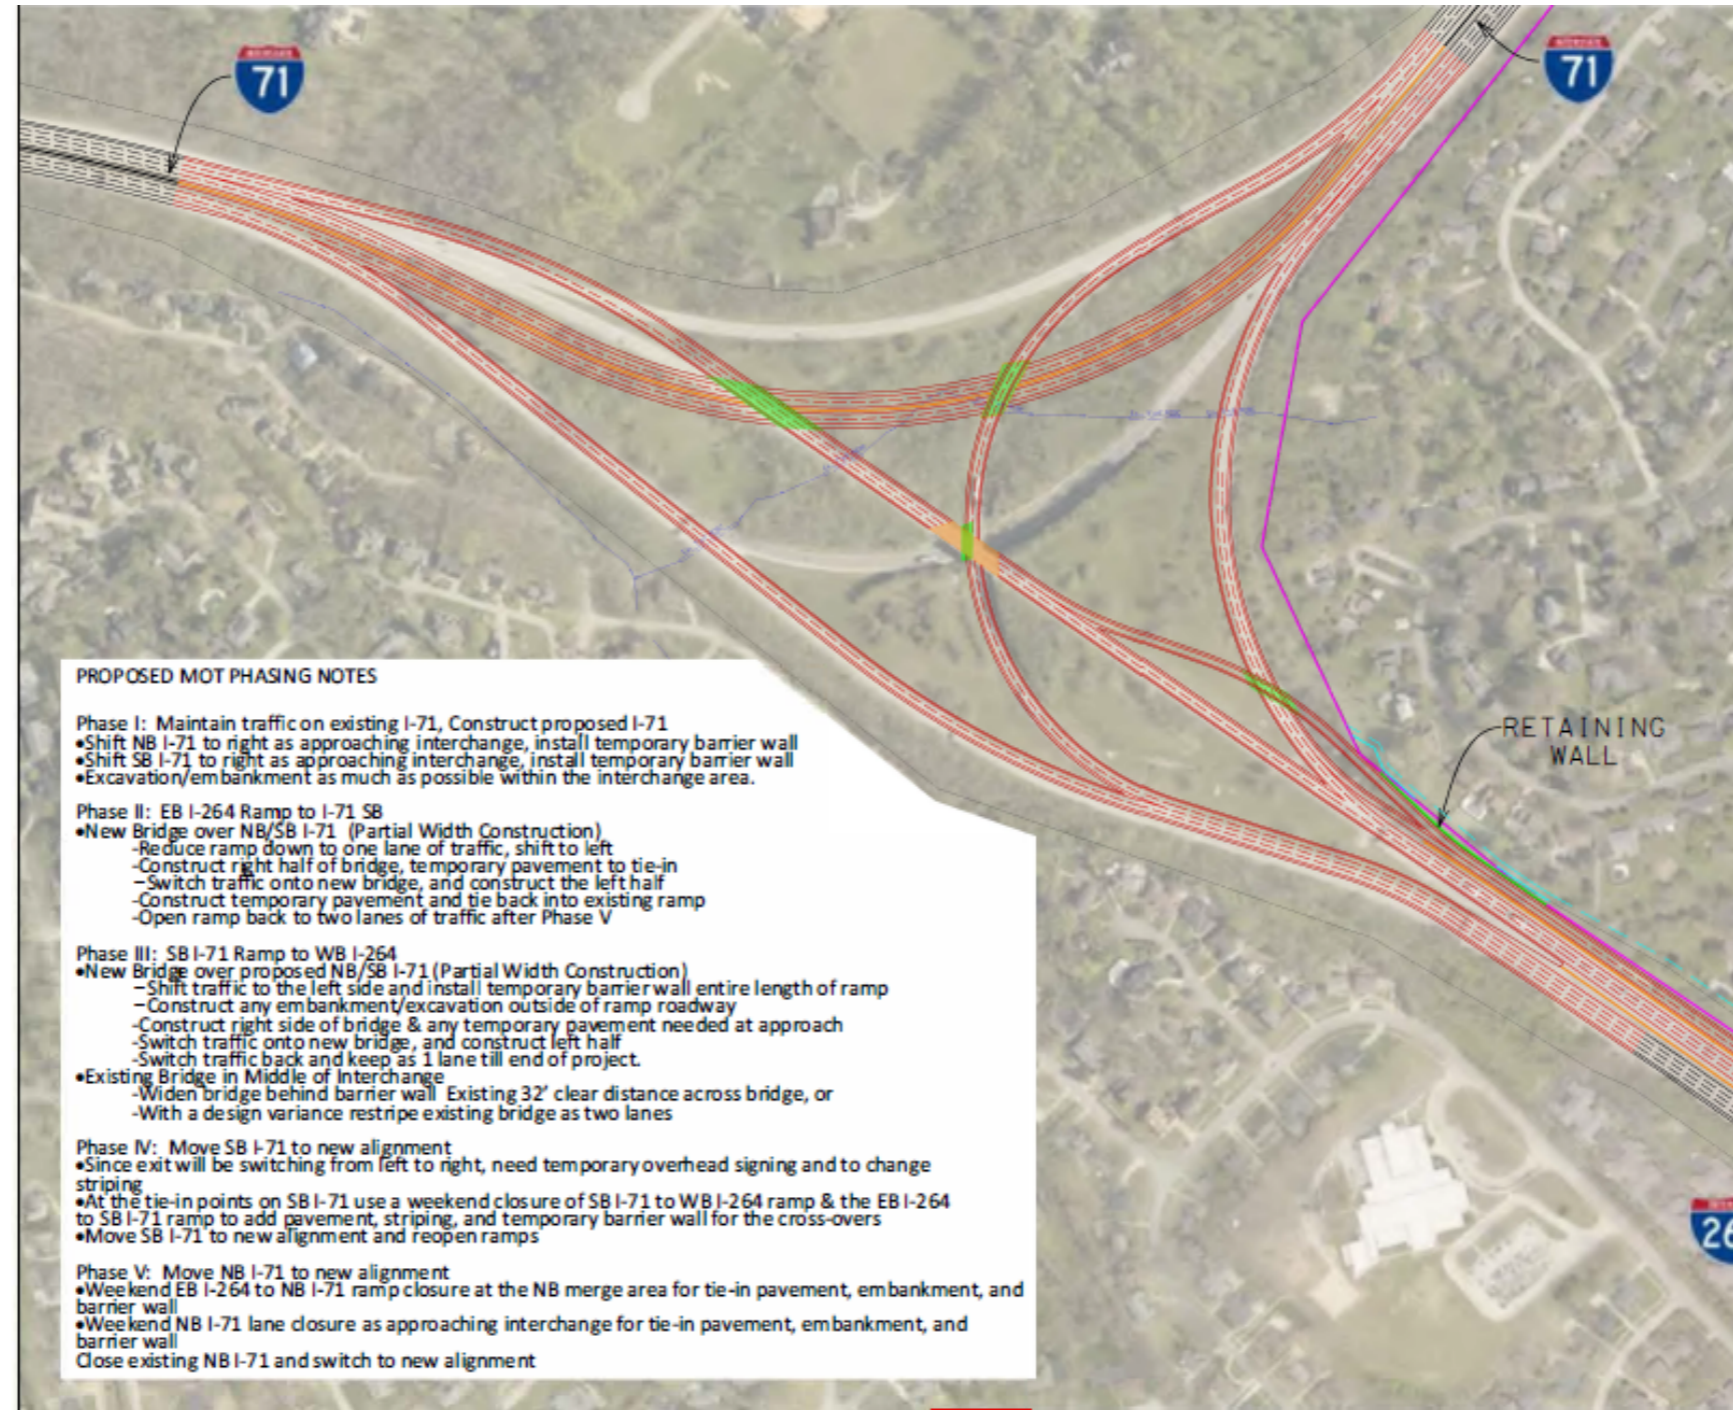 71
71
PROPOSED MOT PHASING NOTES
Phase I: Maintain traffic on existing I-71, Construct proposed I-71
•Shift NB I-71 to right as approaching interchange, install temporary barrier wall
•Shift SB I-71 to right as approaching interchange, install temporary barrier wall
•Excavation/embankment as much as possible within the interchange area.
Phase II: EB I-264 Ramp to I-71 SB
•New Bridge over NB/SB I-71 (Partial Width Construction)
-Reduce ramp down to one lane of traffic, shift to left
-Construct right half of bridge, temporary pavement to tie-in
–Switch traffic onto new bridge, and construct the left half
-Construct temporary pavement and tie back into existing ramp
-Open ramp back to two lanes of traffic after Phase V
Phase III: SB I-71 Ramp to WB I-264
•New Bridge over proposed NB/SB I-71 (Partial Width Construction)
–Shift traffic to the left side and install temporary barrier wall entire length of ramp
–Construct any embankment/excavation outside of ramp roadway
-Construct right side of bridge & any temporary pavement needed at approach
-Switch traffic onto new bridge, and construct left half
-Switch traffic back and keep as 1 lane till end of project.
•Existing Bridge in Middle of Interchange
-Widen bridge behind barrier wall Existing 32' clear distance across bridge, or
-With a design variance restripe existing bridge as two lanes
Phase IV: Move SB I-71 to new alignment
•Since exit will be switching from left to right, need temporary overhead signing and to change
striping
•At the tie-in points on SB I-71 use a weekend closure of SB I-71 to WB I-264 ramp & the EB I-264
to SB I-71 ramp to add pavement, striping, and temporary barrier wall for the cross-overs
•Move SB I-71 to new alignment and reopen ramps
Phase V: Move NB I-71 to new alignment
•Weekend EB I-264 to NB I-71 ramp closure at the NB merge area for tie-in pavement, embankment, and
barrier wall
•Weekend NB I-71 lane closure as approaching interchange for tie-in pavement, embankment, and
barrier wall
Close existing NB I-71 and switch to new alignment
RETAINING
WALL
26